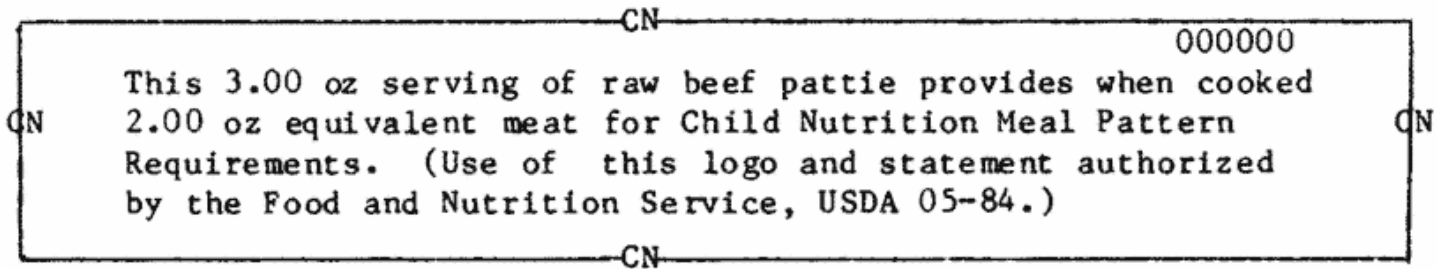 CN
000000
This 3.00 oz serving of raw beef pattie provides when cooked
CN 2.00 oz equivalent meat for Child Nutrition Meal Pattern CN
Requirements. (Use of this logo and statement authorized
by the Food and Nutrition Service, USDA 05-84.)
CN